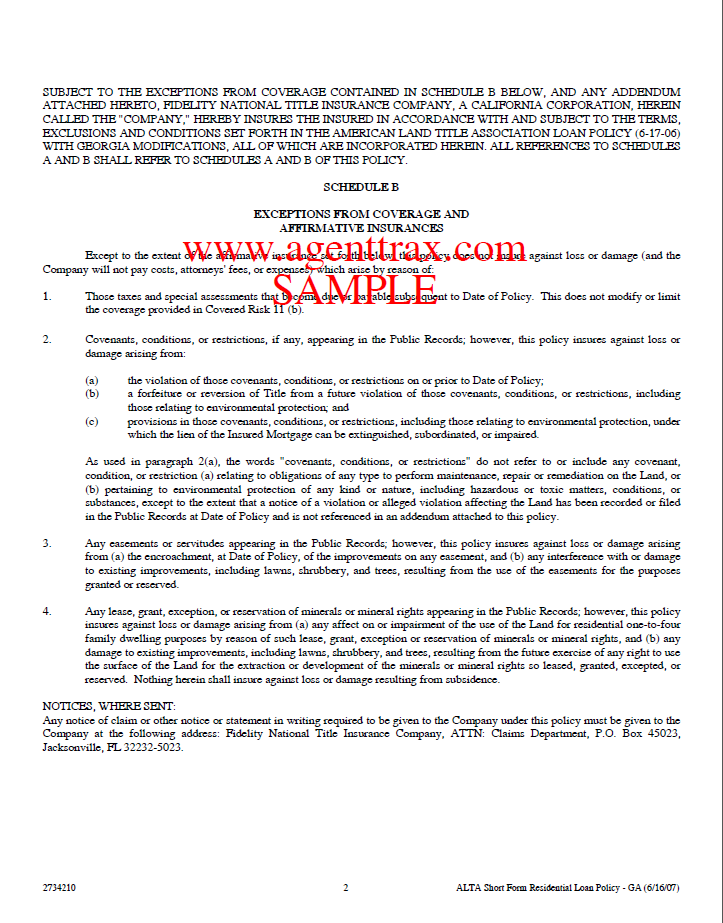 SUBJECT TO THE EXCEPTIONS FROM COVERAGE CONTAINED IN SCHEDULE B BELOW, AND ANY ADDENDUM
ATTACHED HERETO, FIDELITY NATIONAL TITLE INSURANCE COMPANY, A CALIFORNIA CORPORATION, HEREIN
CALLED THE "COMPANY," HEREBY INSURES THE INSURED IN ACCORDANCE WITH AND SUBJECT TO THE TERMS,
EXCLUSIONS AND CONDITIONS SET FORTH IN THE AMERICAN LAND TITLE ASSOCIATION LOAN POLICY (6-17-06)
WITH GEORGIA MODIFICATIONS, ALL OF WHICH ARE INCORPORATED HEREIN. ALL REFERENCES TO SCHEDULES
A AND B SHALL REFER TO SCHEDULES A AND B OF THIS POLICY.
SCHEDULE B
EXCEPTIONS FROM COVERAGE AND
AFFIRMATIVE INSURANCES
www.agenttrax.com
Except to the extent of the affirmative insurance set forth below, this policy does not insure against loss or damage (and the
Company will not pay costs, attorneys' fees, or expenses) which arise by reason of:
SAMPLE
1. Those taxes and special assessments that become due or payable subsequent to Date of Policy. This does not modify or limit
the coverage provided in Covered Risk 11 (b).
2. Covenants, conditions, or restrictions, if any, appearing in the Public Records; however, this policy insures against loss or
damage arising from:
(a) the violation of those covenants, conditions, or restrictions on or prior to Date of Policy;
(b) a forfeiture or reversion of Title from a future violation of those covenants, conditions, or restrictions, including
those relating to environmental protection; and
(c) provisions in those covenants, conditions, or restrictions, including those relating to environmental protection, under
which the lien of the Insured Mortgage can be extinguished, subordinated, or impaired.
As used in paragraph 2(a), the words "covenants, conditions, or restrictions" do not refer to or include any covenant,
condition, or restriction (a) relating to obligations of any type to perform maintenance, repair or remediation on the Land, or
(b) pertaining to environmental protection of any kind or nature, including hazardous or toxic matters, conditions, or
substances, except to the extent that a notice of a violation or alleged violation affecting the Land has been recorded or filed
in the Public Records at Date of Policy and is not referenced in an addendum attached to this policy.
3. Any easements or servitudes appearing in the Public Records; however, this policy insures against loss or damage arising
from (a) the encroachment, at Date of Policy, of the improvements on any easement, and (b) any interference with or damage
to existing improvements, including lawns, shrubbery, and trees, resulting from the use of the easements for the purposes
granted or reserved.
4. Any lease, grant, exception, or reservation of minerals or mineral rights appearing in the Public Records; however, this policy
insures against loss or damage arising from (a) any affect on or impairment of the use of the Land for residential one-to-four
family dwelling purposes by reason of such lease, grant, exception or reservation of minerals or mineral rights, and (b) any
damage to existing improvements, including lawns, shrubbery, and trees, resulting from the future exercise of any right to use
the surface of the Land for the extraction or development of the minerals or mineral rights so leased, granted, excepted, or
reserved. Nothing herein shall insure against loss or damage resulting from subsidence.
NOTICES, WHERE SENT:
Any notice of claim or other notice or statement in writing required to be given to the Company under this policy must be given to the
Company at the following address: Fidelity National Title Insurance Company, ATTN: Claims Department, P.O. Box 45023,
Jacksonville, FL 32232-5023.
2734210 2 ALTA Short Form Residential Loan Policy - GA (6/16/07)